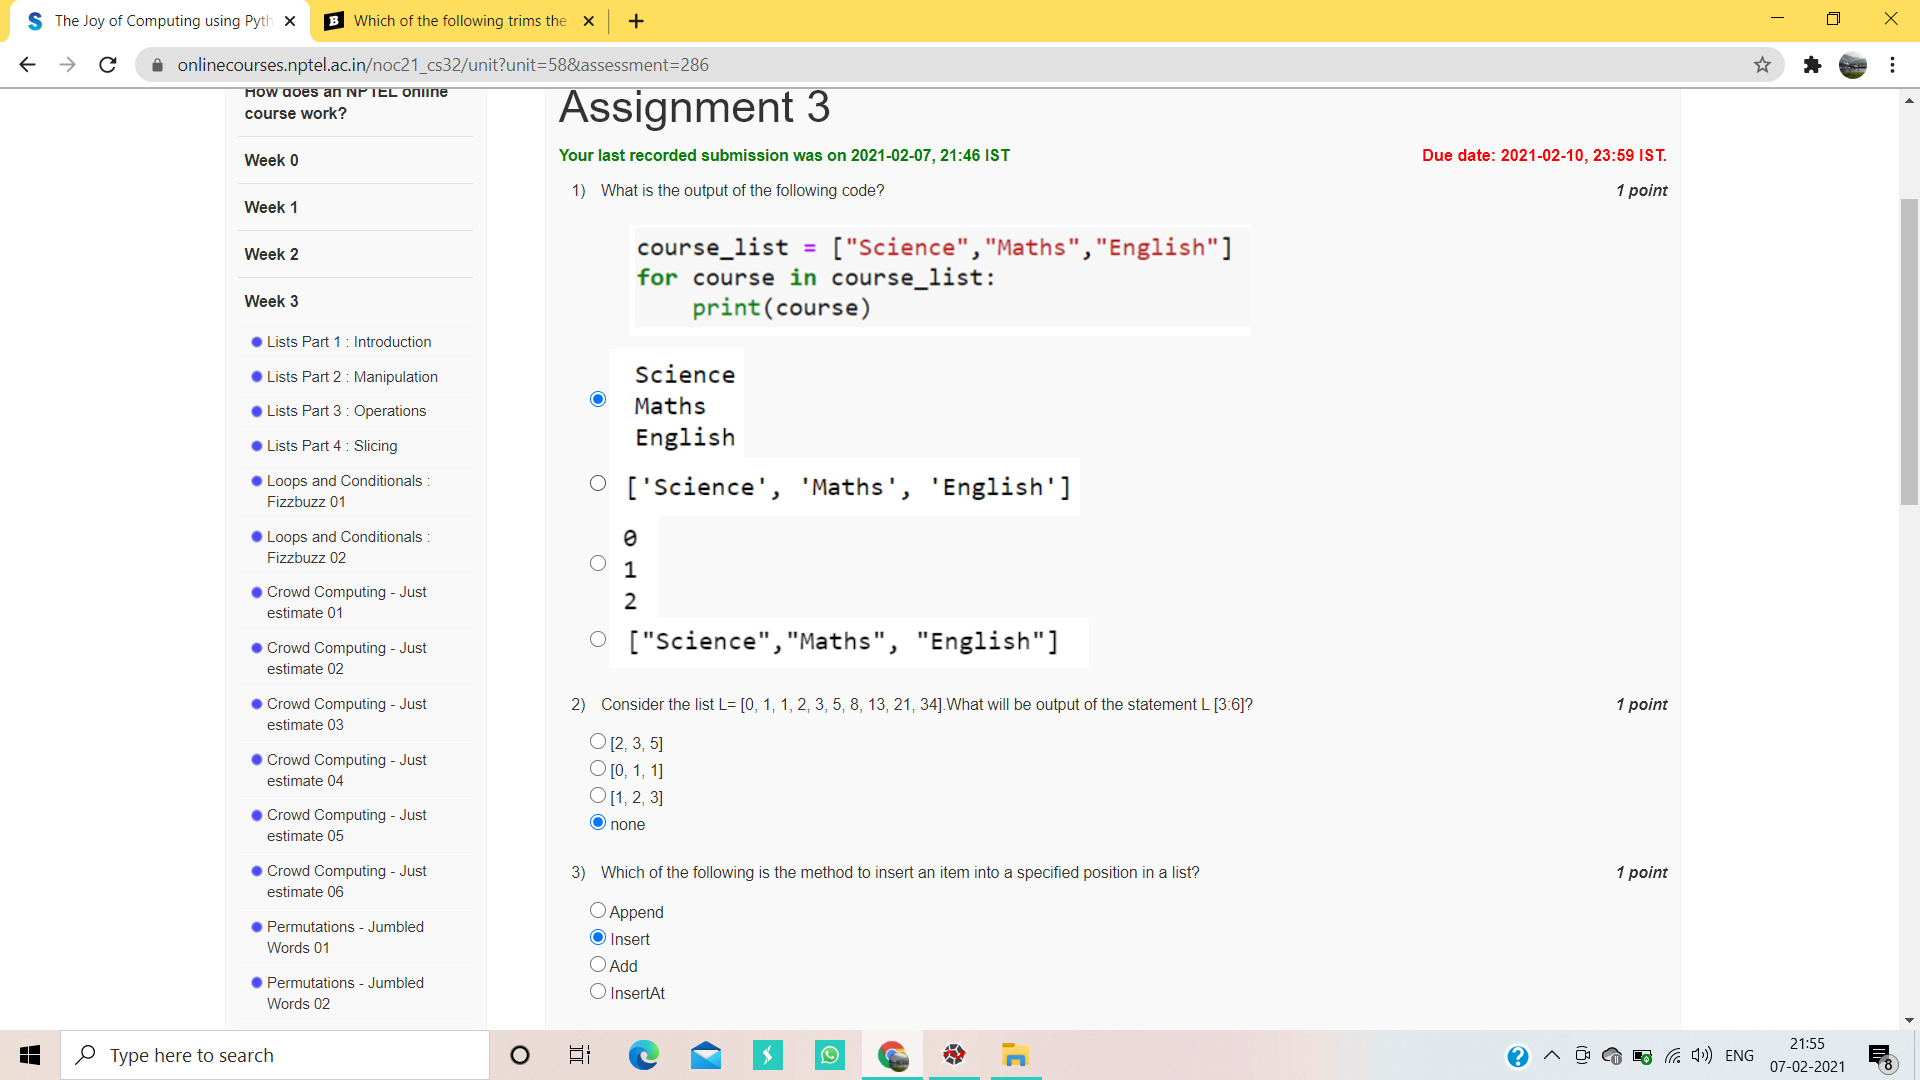 The Joy of Computing using Pyth
Which of the following trims the
onlinecourses.nptel.ac.in/noc21_cs32/unit?unit=58&assessment=286
How does an NPTEL online
course work?
Week 0
Week 1
Week 2
Week 3
Lists Part 1 : Introduction
Lists Part 2 : Manipulation
Lists Part 3 : Operations
Lists Part 4 : Slicing
Loops and Conditionals :
Fizzbuzz 01
Loops and Conditionals :
Fizzbuzz 02
Crowd Computing - Just
estimate 01
Crowd Computing - Just
estimate 02
Crowd Computing - Just
estimate 03
Crowd Computing - Just
estimate 04
Crowd Computing - Just
estimate 05
Crowd Computing - Just
estimate 06
Permutations - Jumbled
Words 01
Permutations - Jumbled
Words 02
Assignment 3
Your last recorded submission was on 2021-02-07, 21:46 IST
Due date: 2021-02-10, 23:59 IST.
1) What is the output of the following code?
1 point
course_list = ["Science","Maths","English"]
for course in course_list:
print(course)
Science
Maths
English
['Science', 'Maths', 'English']
0
1
2
["Science","Maths", "English"]
2) Consider the list L= [0, 1, 1, 2, 3, 5, 8, 13, 21, 34].What will be output of the statement L [3:6]?
1 point
[2, 3, 5]
[0, 1, 1]
[1, 2, 3]
none
3) Which of the following is the method to insert an item into a specified position in a list?
1 point
Append
Insert
Add
InsertAt
Type here to search
ENG
21:55
07-02-2021
8